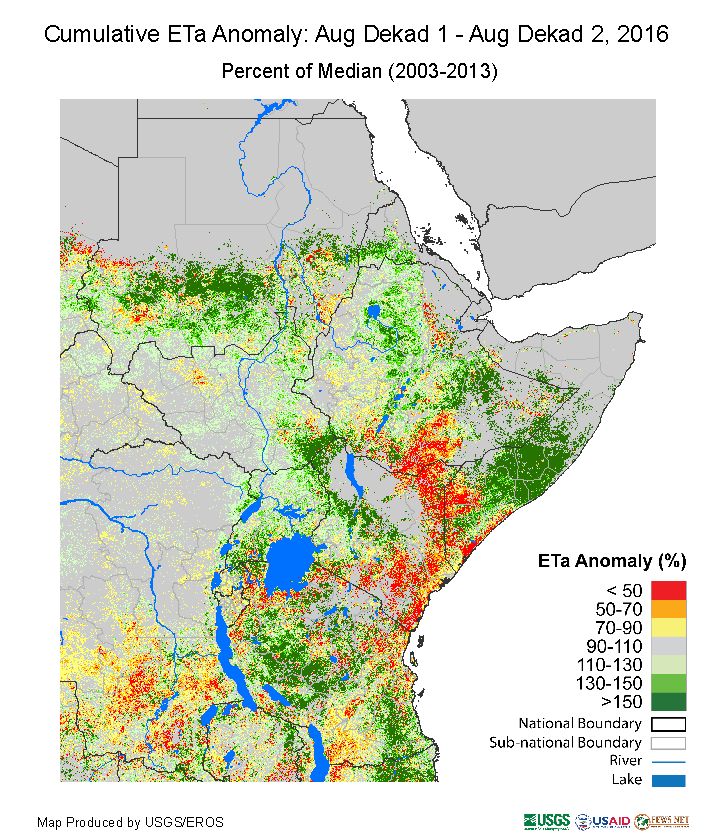 Cumulative ETa Anomaly: Aug Dekad 1 - Aug Dekad 2, 2016
Percent of Median (2003-2013)
ETa Anomaly (%)
< 50
50-70
70-90
90-110
110-130
130-150
>150
National Boundary
Sub-national Boundary
River
Lake
Map Produced by USGS/EROS
USGS
USAID
FEWS NET